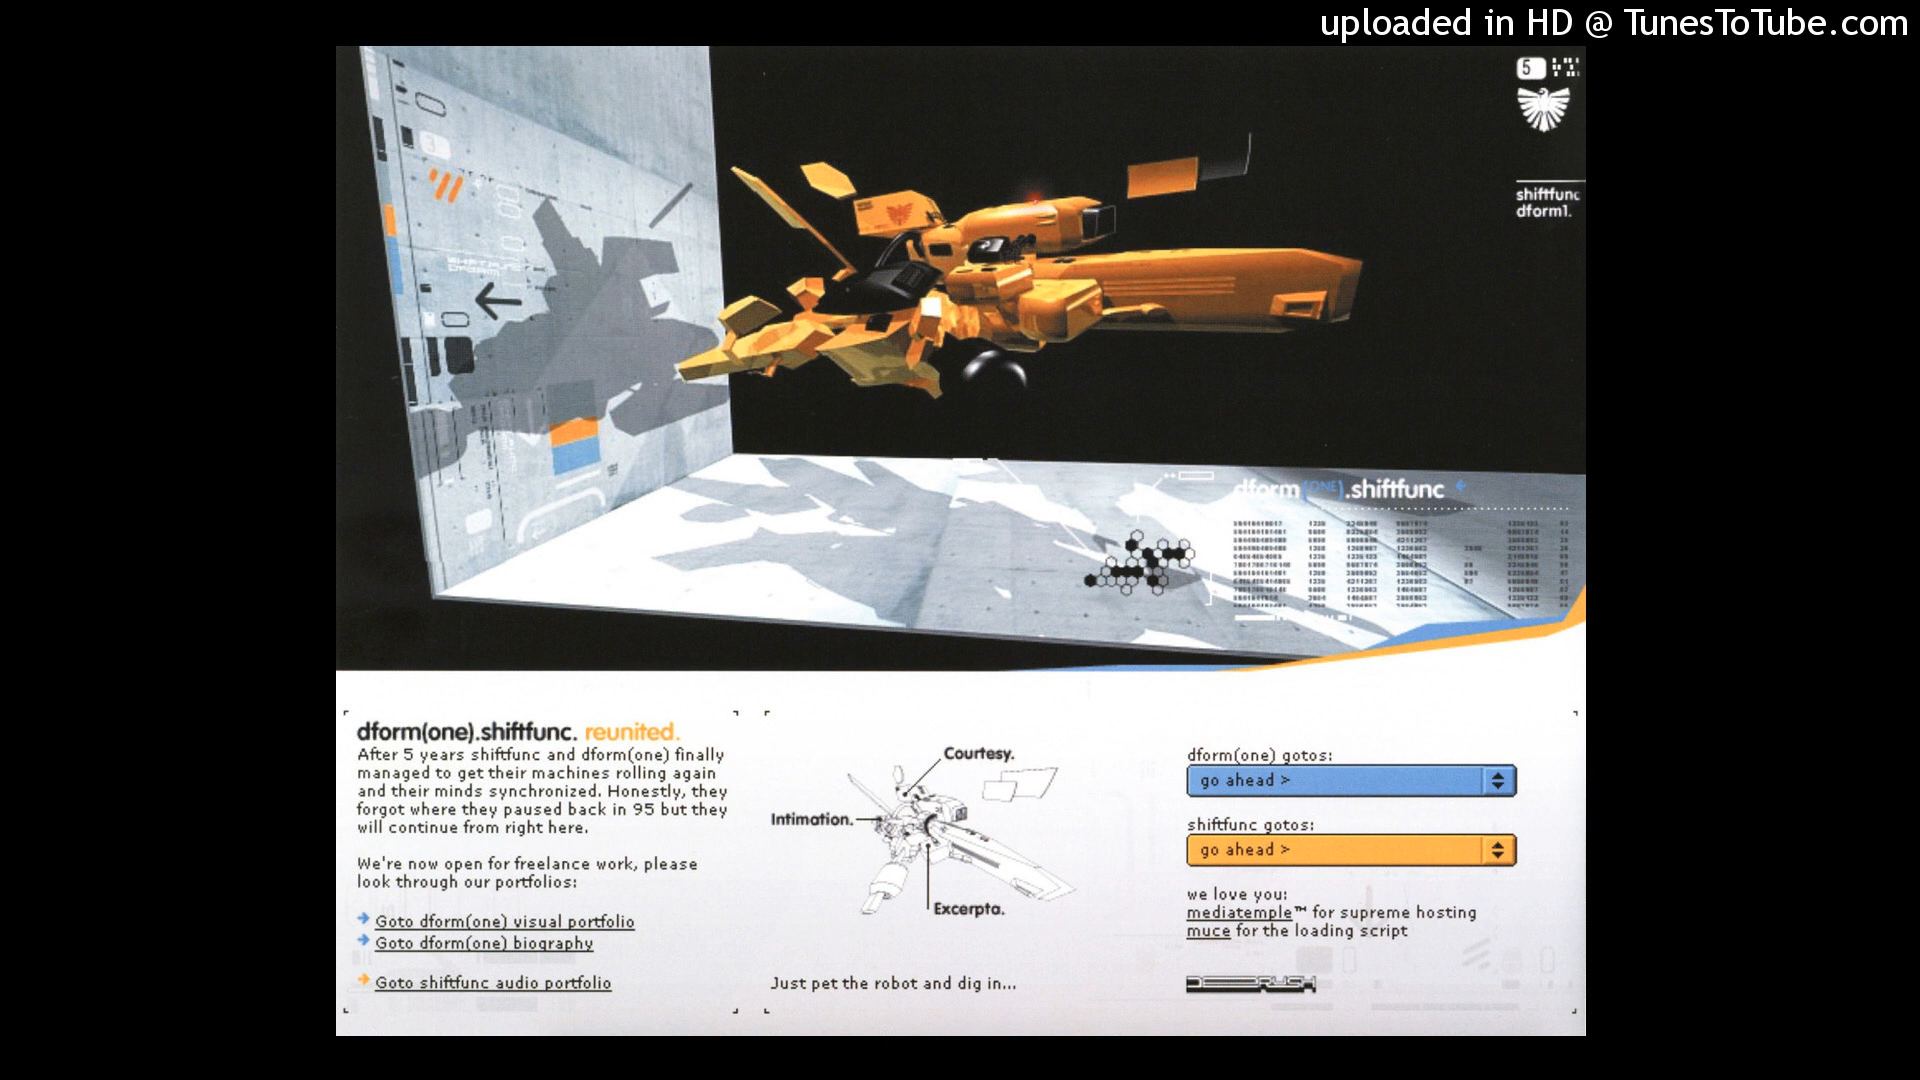 uploaded in HD @ TunesToTube.com
5
shiftfunc
dform1.
dform(ONE).shiftfunc
dform(one).shiftfunc. reunited.
After 5 years shiftfunc and dform(one) finally
managed to get their machines rolling again
and their minds synchronized. Honestly, they
forgot where they paused back in 95 but they
will continue from right here.
We're now open for freelance work, please
look through our portfolios:
Goto dform(one) visual portfolio
Goto dform(one) biography
Goto shiftfunc audio portfolio
Courtesy.
Intimation.
Excerpta.
Just pet the robot and dig in...
dform(one) gotos:
go ahead >
shiftfunc gotos:
go ahead >
we love you:
mediatemple™ for supreme hosting
muce for the loading script